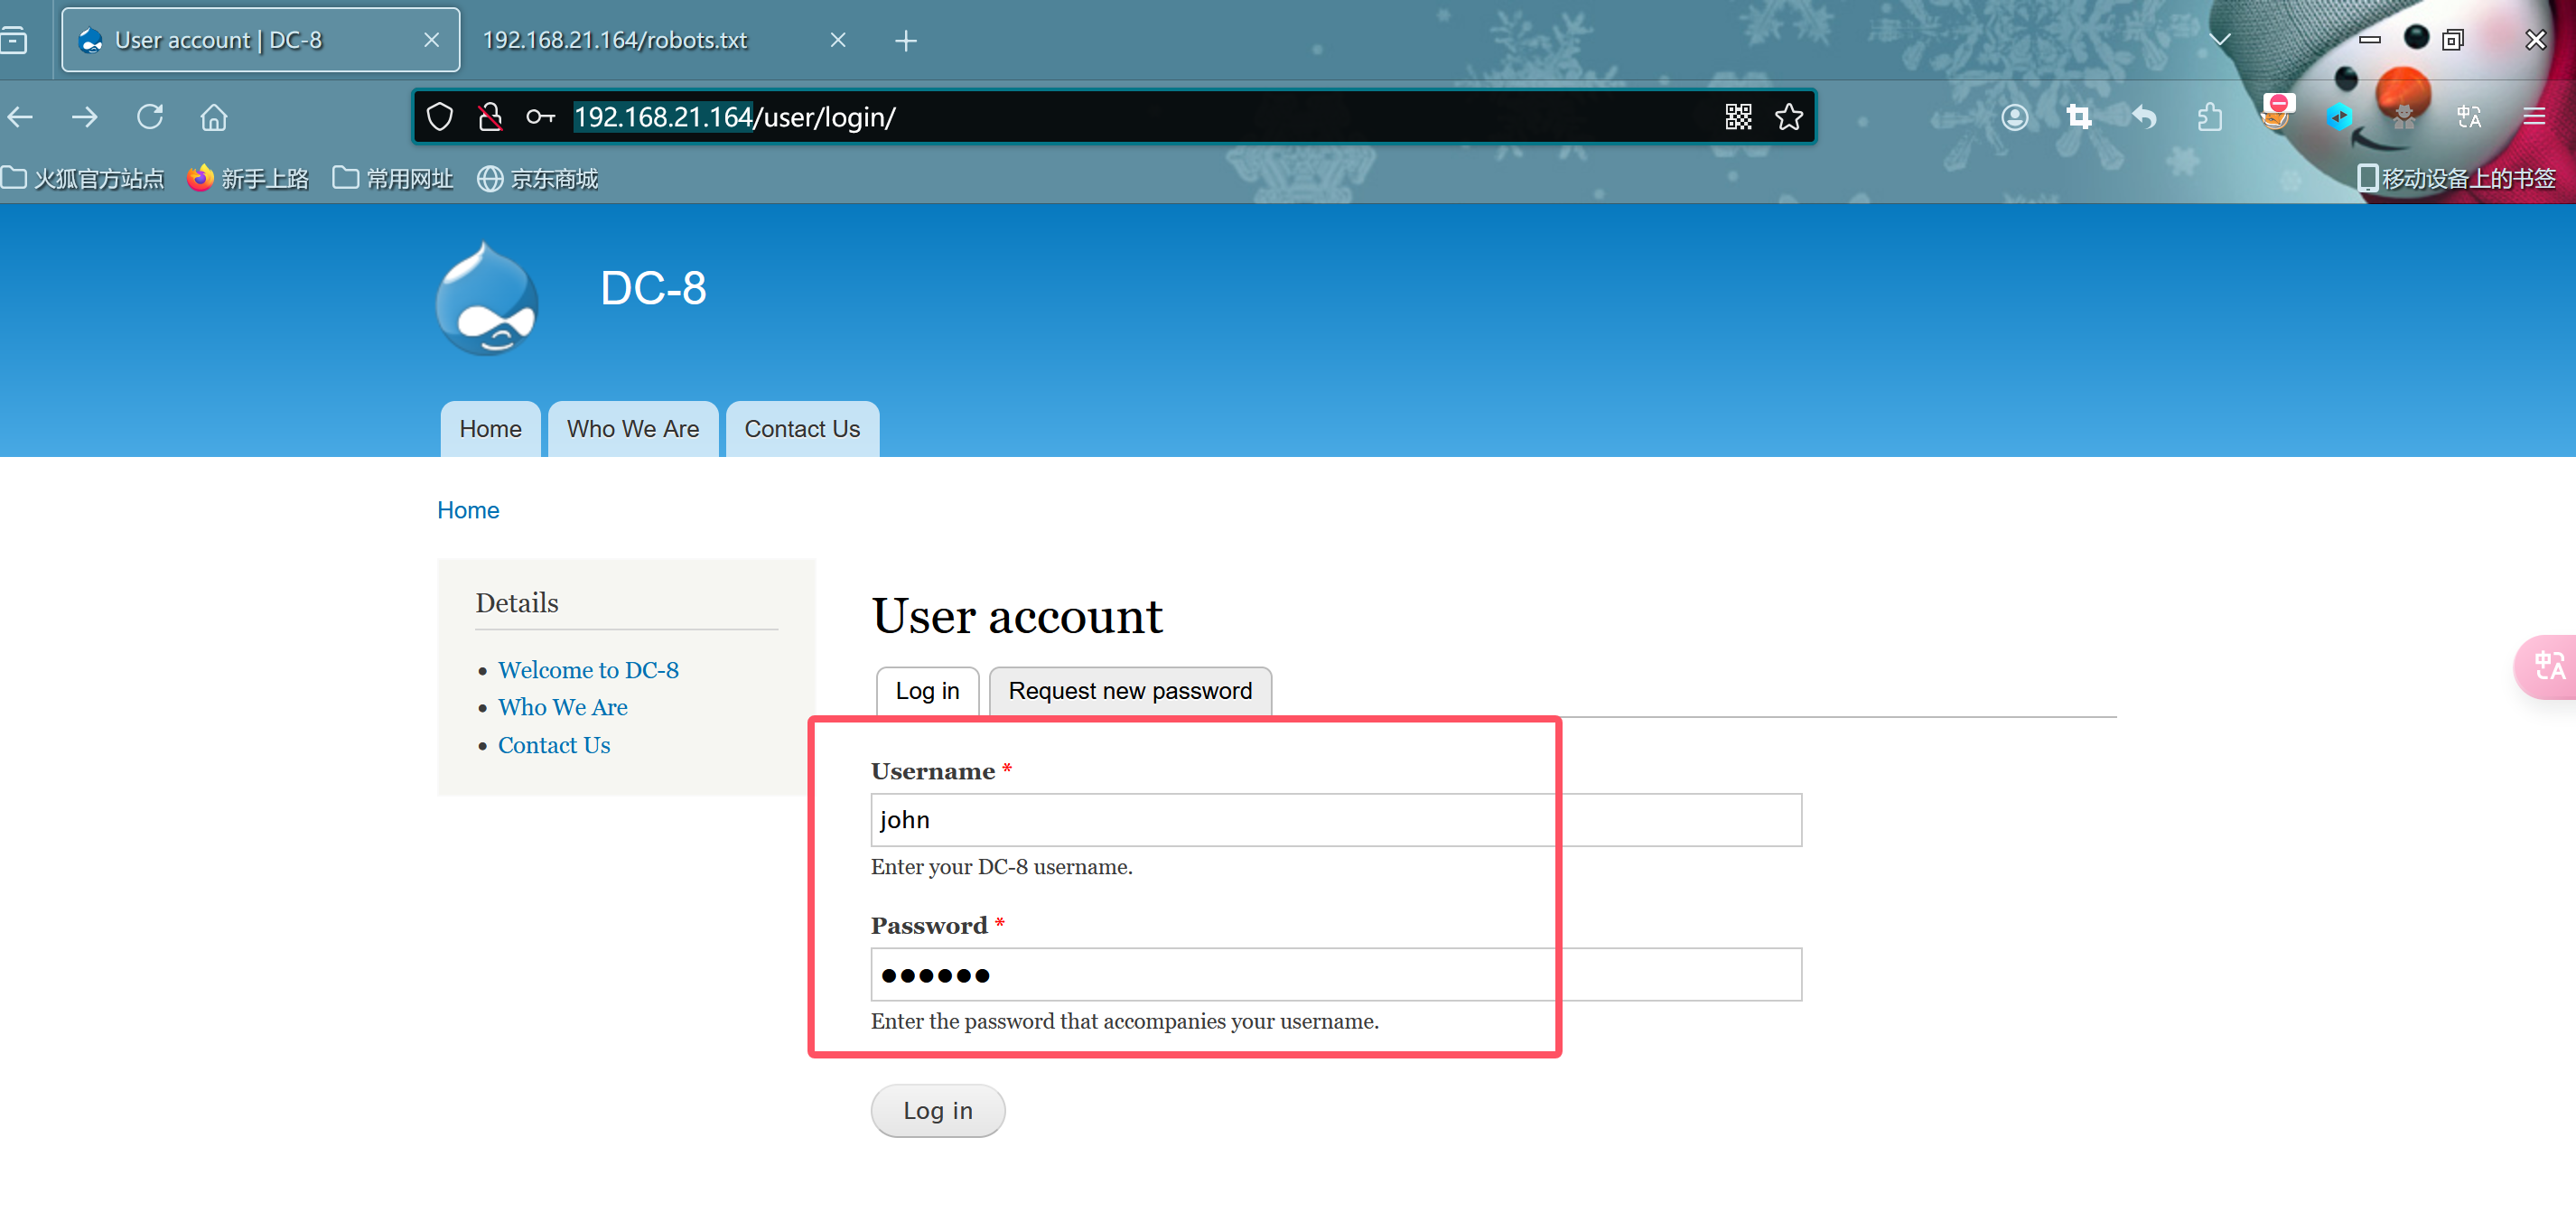 User account | DC-8
192.168.21.164/robots.txt
192.168.21.164/user/login/
火狐官方站点
新手上路
常用网址
京东商城
移动设备上的书签
DC-8
Home
Who We Are
Contact Us
Home
Details
Welcome to DC-8
Who We Are
Contact Us
User account
Log in
Request new password
Username *
john
Enter your DC-8 username.
Password *
●●●●●●
Enter the password that accompanies your username.
Log in